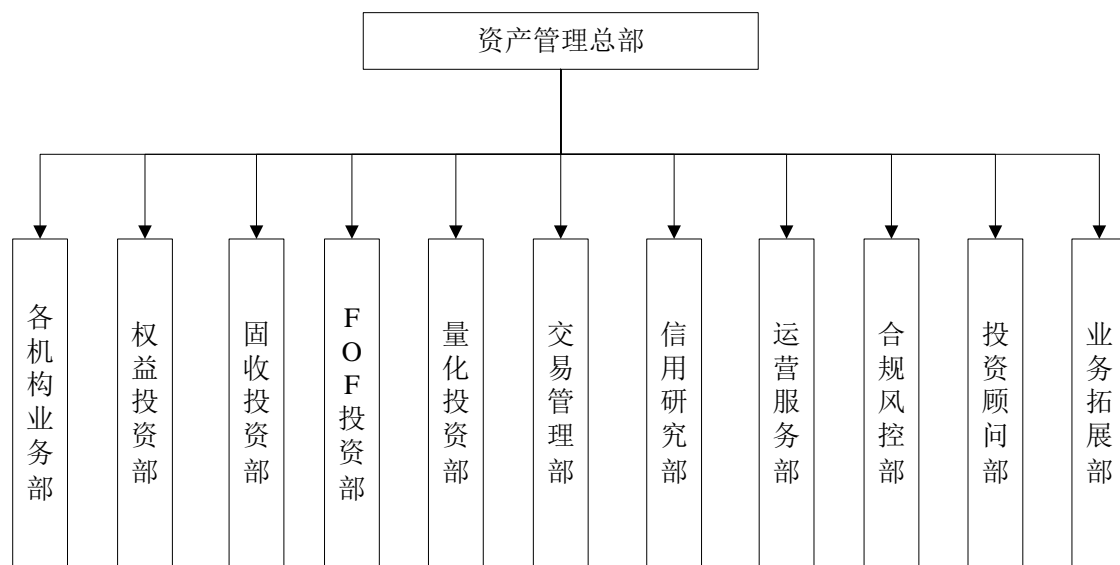 资产管理总部
各机构业务部
权益投资部
固收投资部
FOF投资部
量化投资部
交易管理部
信用研究部
运营服务部
合规风控部
投资顾问部
业务拓展部